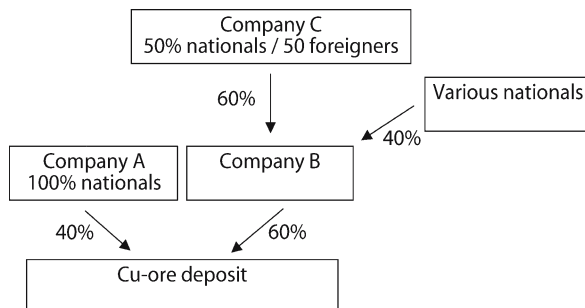 Company C
50% nationals / 50 foreigners
60%
Various nationals
40%
Company A
100% nationals
Company B
40%
60%
Cu-ore deposit